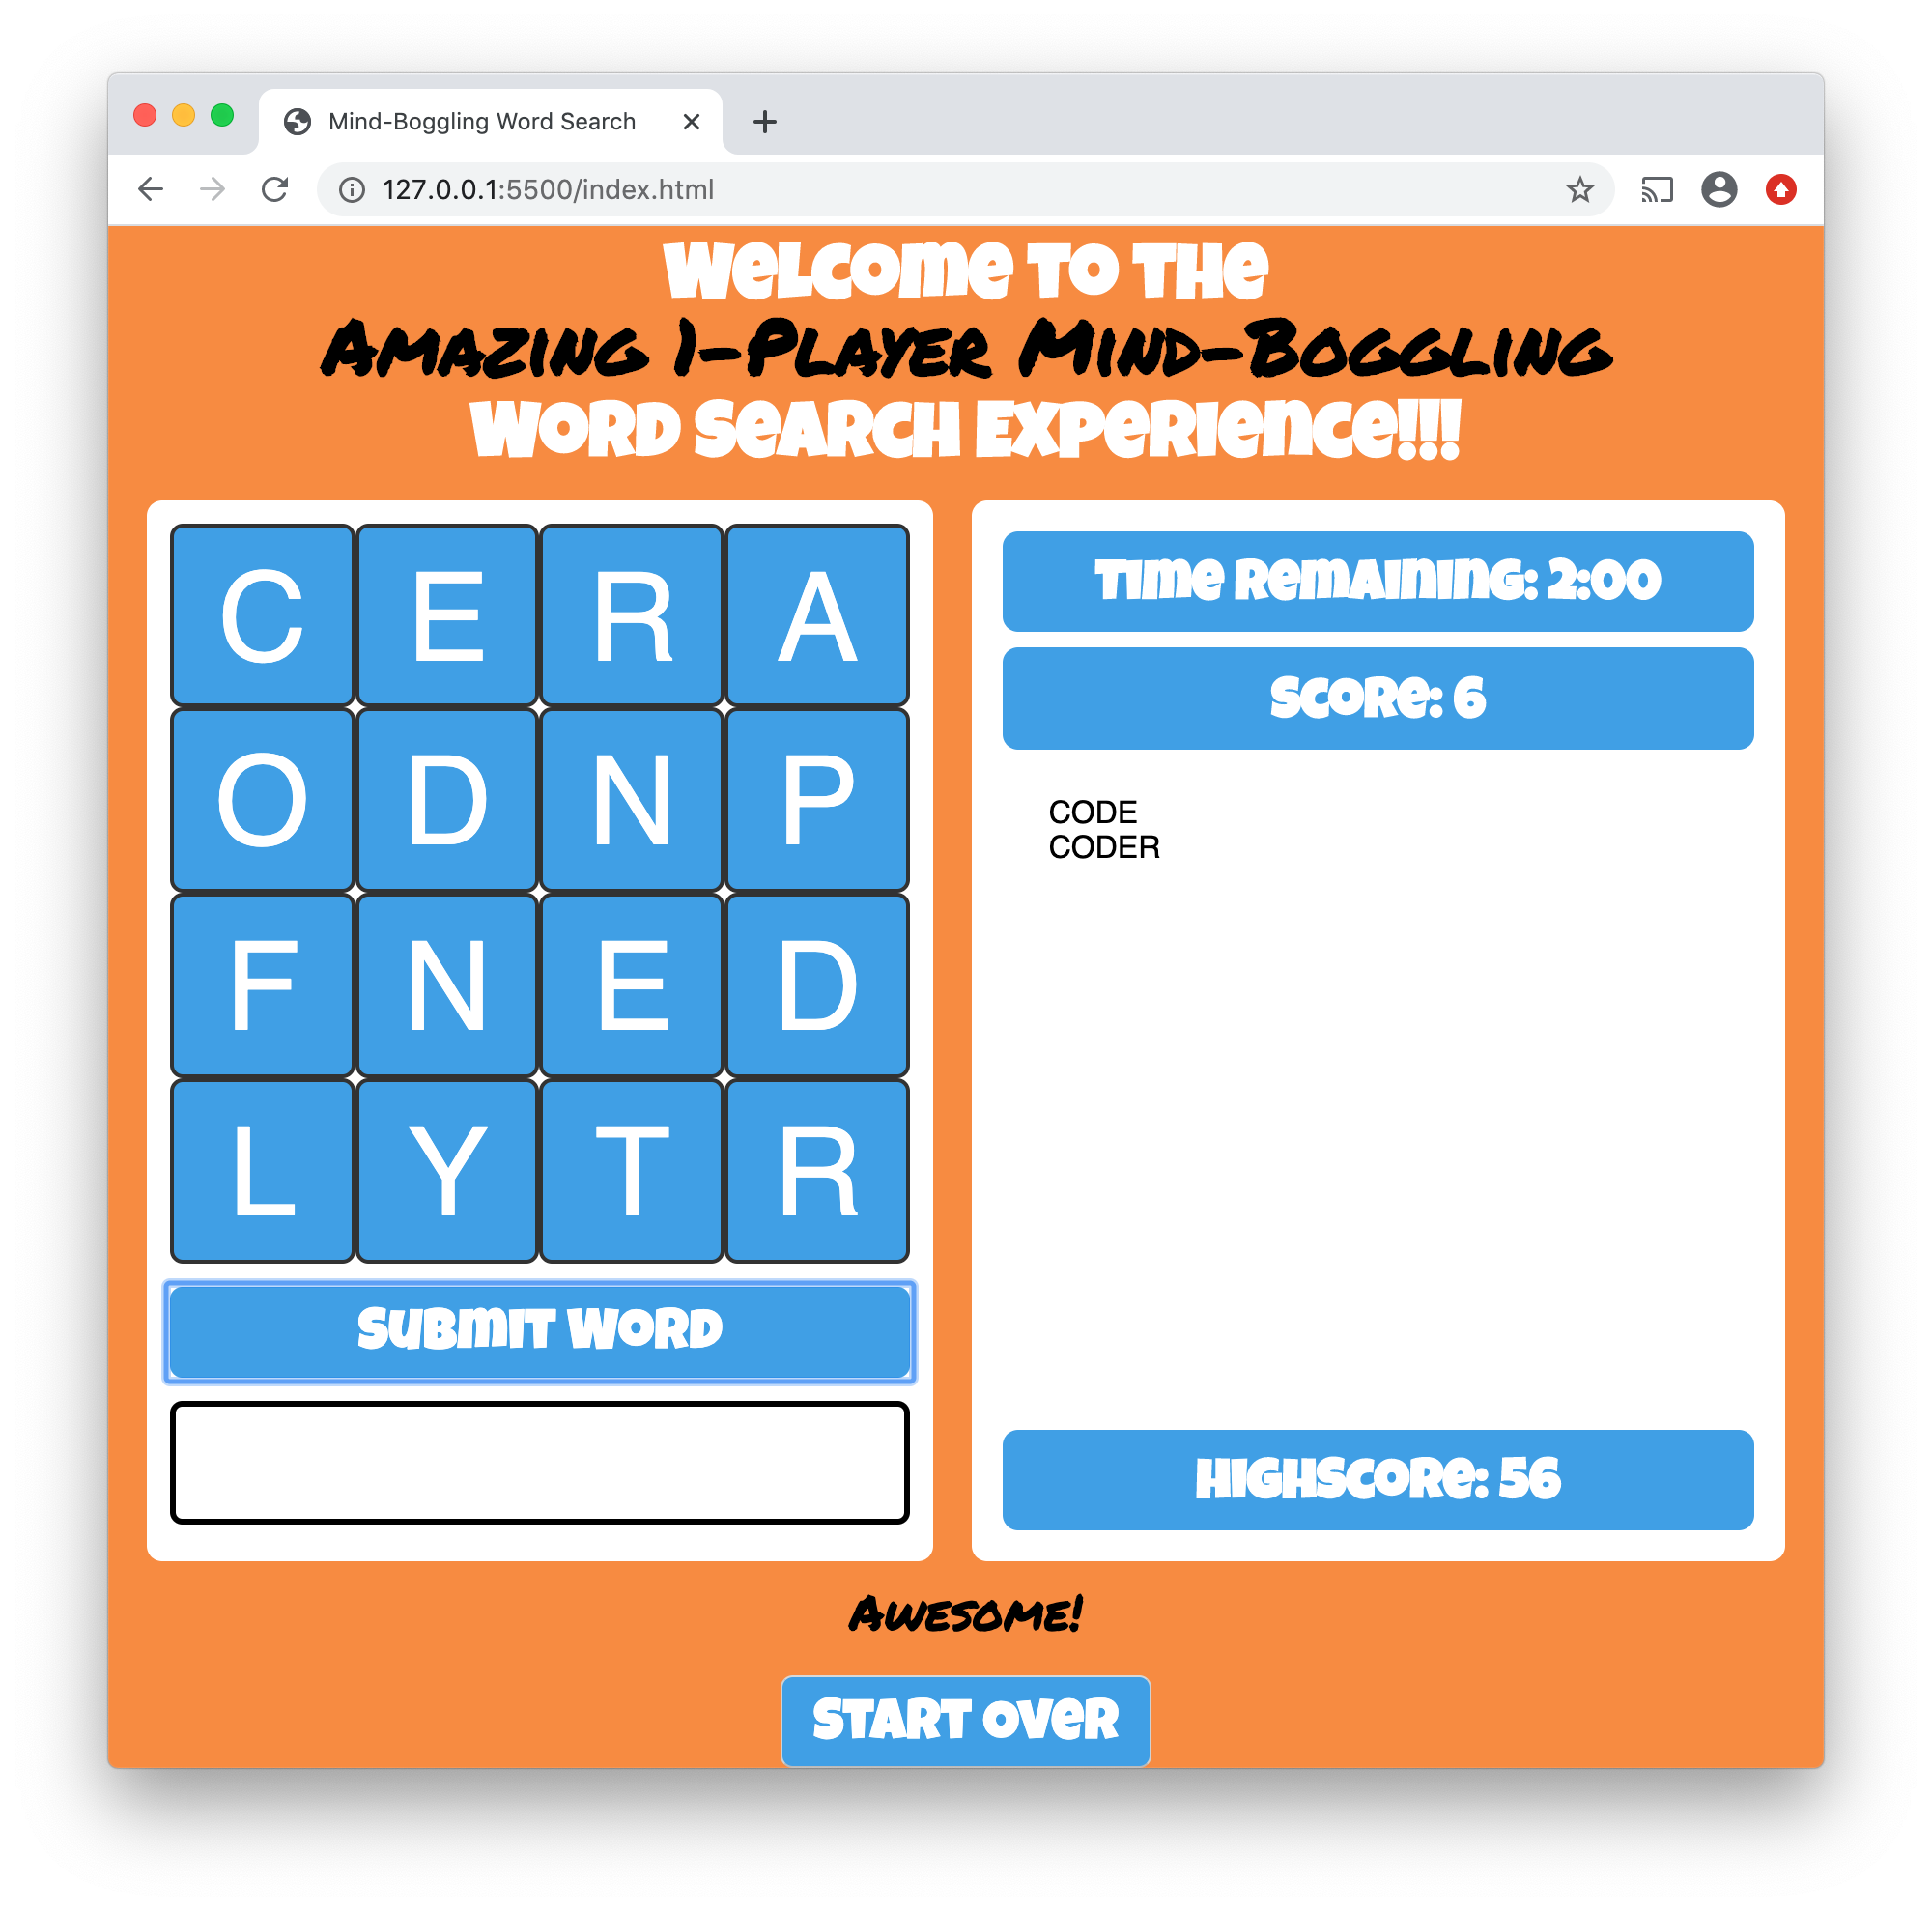 Mind-Boggling Word Search
127.0.0.1:5500/index.html
Welcome to the
Amazing 1-Player Mind-Boggling
Word Search Experience!!!
C E R A
O D N P
F N E D
L Y T R
Submit Word
Time Remaining: 2:00
Score: 6
CODE
CODER
Highscore: 56
Awesome!
Start Over